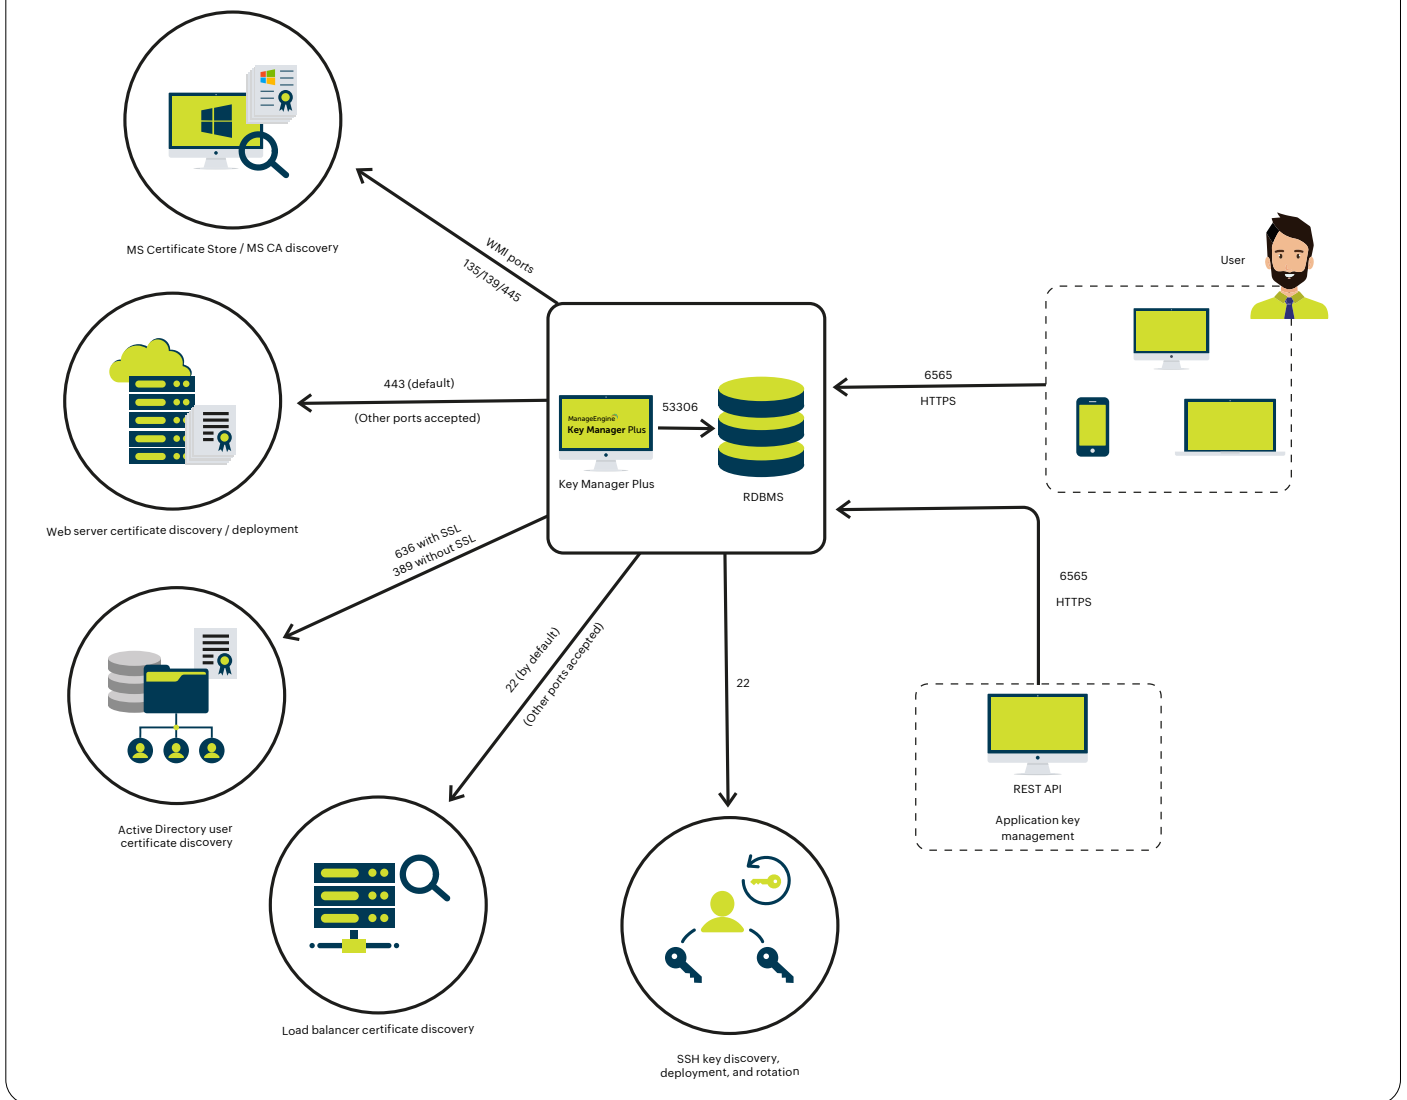 MS Certificate Store / MS CA discovery
WMI ports
135/139/445
User
Web server certificate discovery / deployment
443 (default)
(Other ports accepted)
ManageEngine
Key Manager Plus
Key Manager Plus
53306
RDBMS
6565
HTTPS
636 with SSL
389 without SSL
Active Directory user
certificate discovery
22 (by default)
(Other ports accepted)
Load balancer certificate discovery
22
SSH key discovery,
deployment, and rotation
6565
HTTPS
REST API
Application key
management